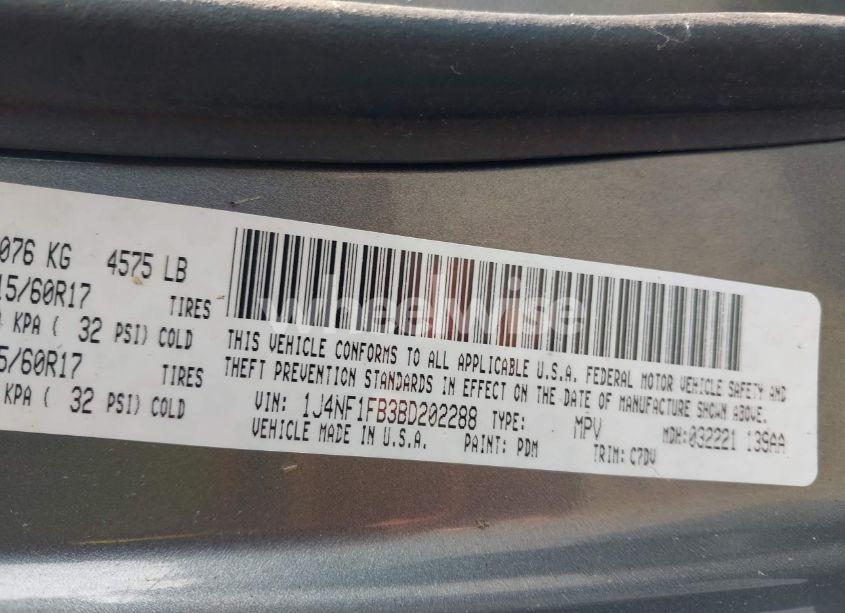 076 KG 4575 LB
15/60R17 TIRES
KPA ( 32 PSI) COLD
5/60R17 TIRES
KPA ( 32 PSI) COLD
wheelwise
THIS VEHICLE CONFORMS TO ALL APPLICABLE U.S.A. FEDERAL MOTOR VEHICLE SAFETY AND
THEFT PREVENTION STANDARDS IN EFFECT ON THE DATE OF MANUFACTURE SHOWN ABOVE.
VIN: 1J4NF1FB3BD202288 TYPE: MPV MDH:032221 139AA
VEHICLE MADE IN U.S.A. PAINT: PDM TRIM: C7DV